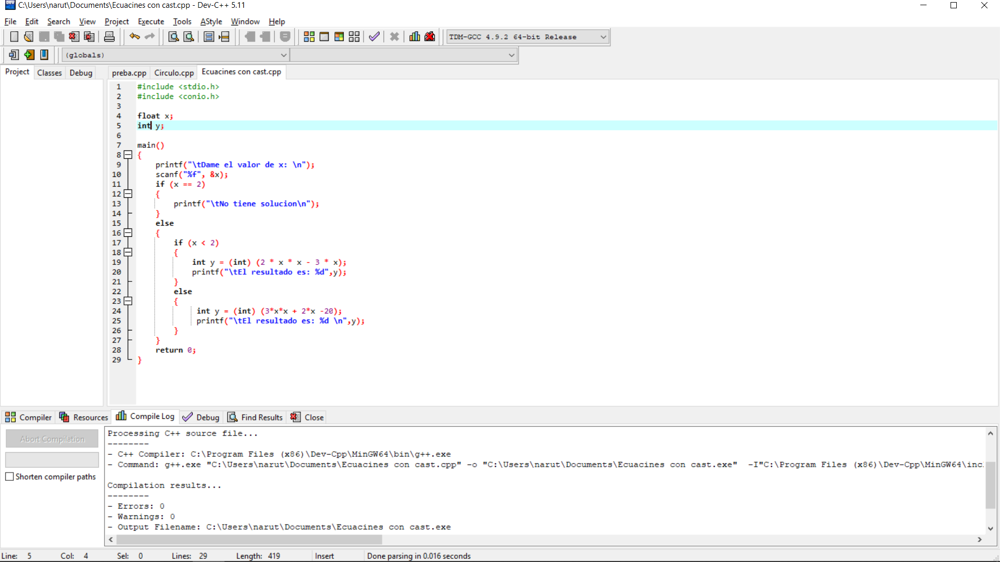 C:\Users\narut\Documents\Ecuacines con cast.cpp - Dev-C++ 5.11
File Edit Search View Project Execute Tools AStyle Window Help
TDM-GCC 4.9.2 64-bit Release
(globals)
Project Classes Debug preba.cpp Circulo.cpp Ecuacines con cast.cpp
1 #include <stdio.h>
2 #include <conio.h>
3
4 float x;
5 int y;
6
7 main()
8 {
9 printf("\tDame el valor de x: \n");
10 scanf("%f", &x);
11 if (x == 2)
12 {
13 printf("\tNo tiene solucion\n");
14 }
15 else
16 {
17 if (x < 2)
18 {
19 int y = (int) (2 * x * x - 3 * x);
20 printf("\tEl resultado es: %d",y);
21 }
22 else
23 {
24 int y = (int) (3*x*x + 2*x -20);
25 printf("\tEl resultado es: %d \n",y);
26 }
27 }
28 return 0;
29 }
Compiler Resources Compile Log Debug Find Results Close
Abort Compilation
Shorten compiler paths
Processing C++ source file...
--------
- C++ Compiler: C:\Program Files (x86)\Dev-Cpp\MinGW64\bin\g++.exe
- Command: g++.exe "C:\Users\narut\Documents\Ecuacines con cast.cpp" -o "C:\Users\narut\Documents\Ecuacines con cast.exe" -I"C:\Program Files (x86)\Dev-Cpp\MinGW64\inc
Compilation results...
--------
- Errors: 0
- Warnings: 0
- Output Filename: C:\Users\narut\Documents\Ecuacines con cast.exe
Line: 5 Col: 4 Sel: 0 Lines: 29 Length: 419 Insert Done parsing in 0.016 seconds